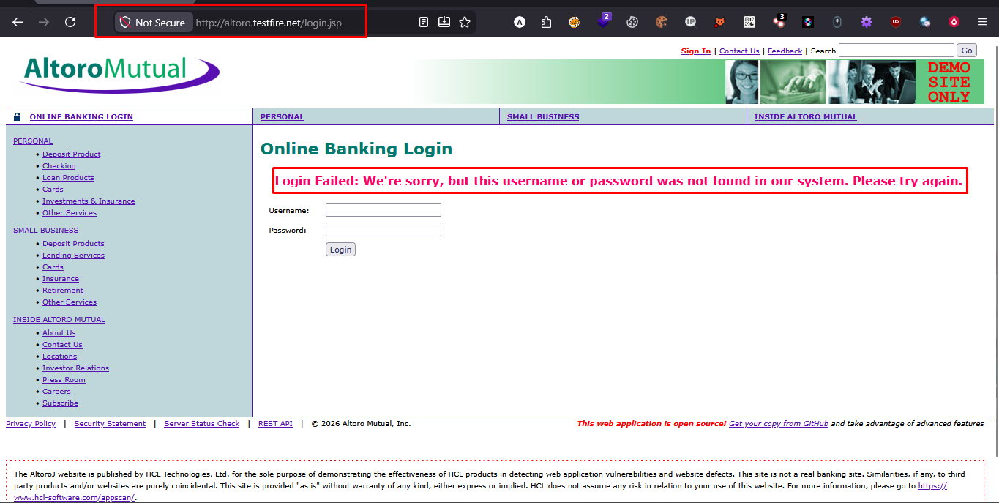 Not Secure http://altoro.testfire.net/login.jsp
A 2 IP 3 UD
Sign In | Contact Us | Feedback | Search Go
AltoroMutual
DEMO
SITE
ONLY
ONLINE BANKING LOGIN PERSONAL SMALL BUSINESS INSIDE ALTORO MUTUAL
PERSONAL
• Deposit Product
• Checking
• Loan Products
• Cards
• Investments & Insurance
• Other Services
SMALL BUSINESS
• Deposit Products
• Lending Services
• Cards
• Insurance
• Retirement
• Other Services
INSIDE ALTORO MUTUAL
• About Us
• Contact Us
• Locations
• Investor Relations
• Press Room
• Careers
• Subscribe
Online Banking Login
Login Failed: We're sorry, but this username or password was not found in our system. Please try again.
Username:
Password:
Login
Privacy Policy | Security Statement | Server Status Check | REST API | © 2026 Altoro Mutual, Inc. This web application is open source! Get your copy from GitHub and take advantage of advanced features
The AltoroJ website is published by HCL Technologies, Ltd. for the sole purpose of demonstrating the effectiveness of HCL products in detecting web application vulnerabilities and website defects. This site is not a real banking site. Similarities, if any, to third
party products and/or websites are purely coincidental. This site is provided "as is" without warranty of any kind, either express or implied. HCL does not assume any risk in relation to your use of this website. For more information, please go to https://
www.hcl-software.com/appscan/.